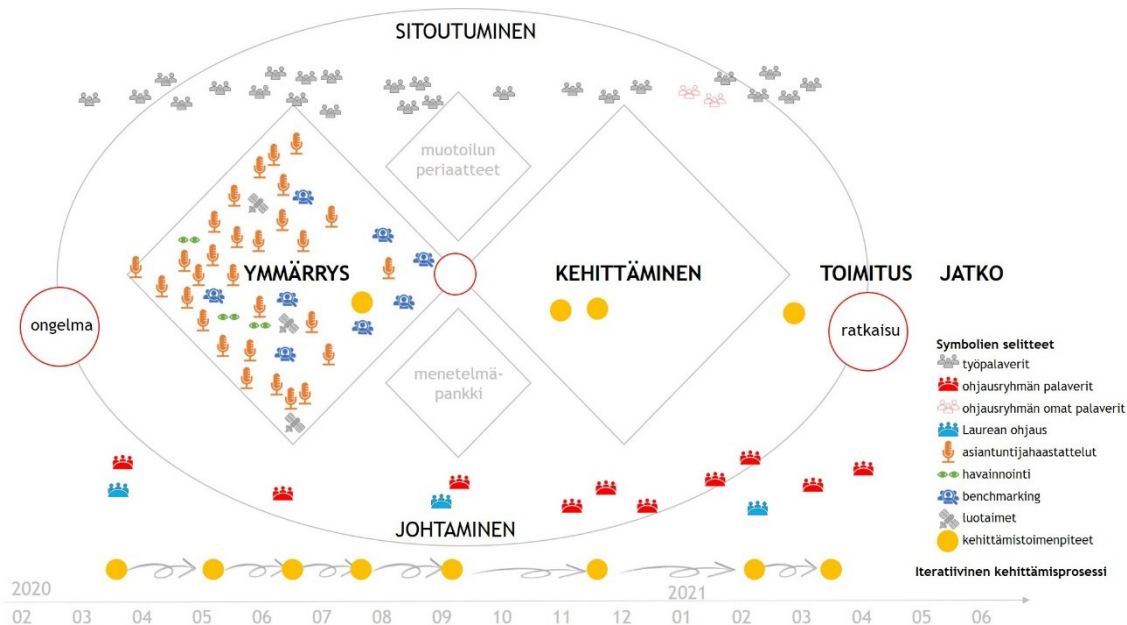 SITOUTUMINEN
muotoilun
periaatteet
YMMÄRRYS
KEHITTÄMINEN
TOIMITUS
JATKO
ongelma
ratkaisu
menetelmä-
pankki
Symbolien selitteet
työpalaverit
ohjausryhmän palaverit
ohjausryhmän omat palaverit
Laurean ohjaus
asiantuntijahaastattelut
havainnointi
benchmarking
luotaimet
kehittämistoimenpiteet
JOHTAMINEN
Iteratiivinen kehittämisprosessi
2020 2021
02 03 04 05 06 07 08 09 10 11 12 01 02 03 04 05 06